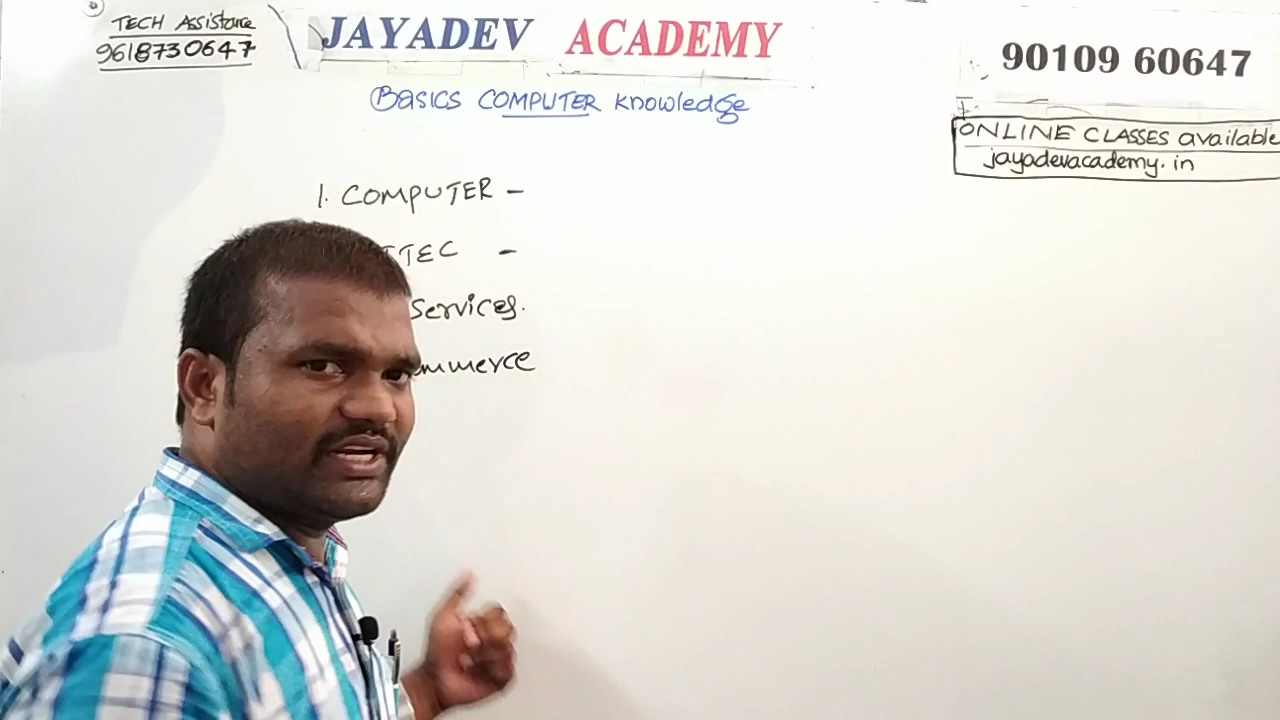 TECH Assistance
9618730647
JAYADEV ACADEMY
90109 60647
BASICS COMPUTER Knowledge
ONLINE CLASSES available
jayadevacademy.in
1. COMPUTER -
TTEC -
Services.
mmerce